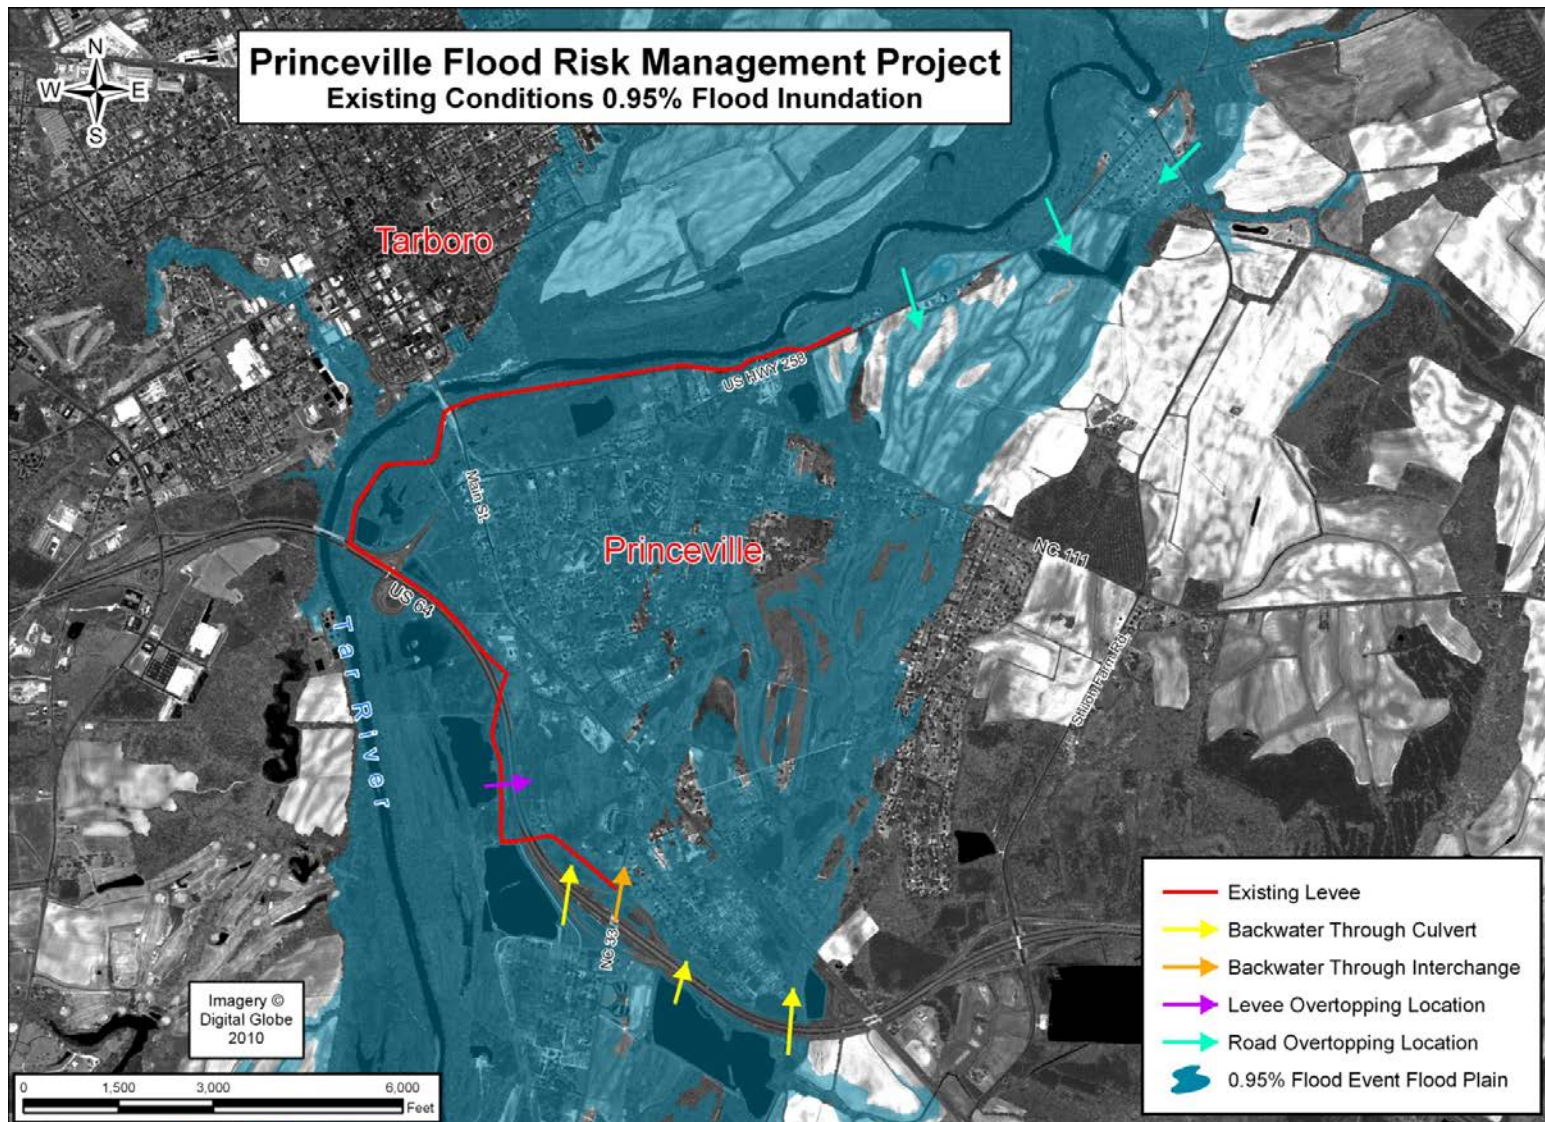 Princeville Flood Risk Management Project
Existing Conditions 0.95% Flood Inundation
N
W E
S
Tarboro
US HWY 258
Main St.
Princeville
NC 111
US 64
Tar River
Shiloh Farm Rd.
NC 33
Existing Levee
Backwater Through Culvert
Backwater Through Interchange
Levee Overtopping Location
Road Overtopping Location
0.95% Flood Event Flood Plain
Imagery ©
Digital Globe
2010
0 1,500 3,000 6,000
Feet